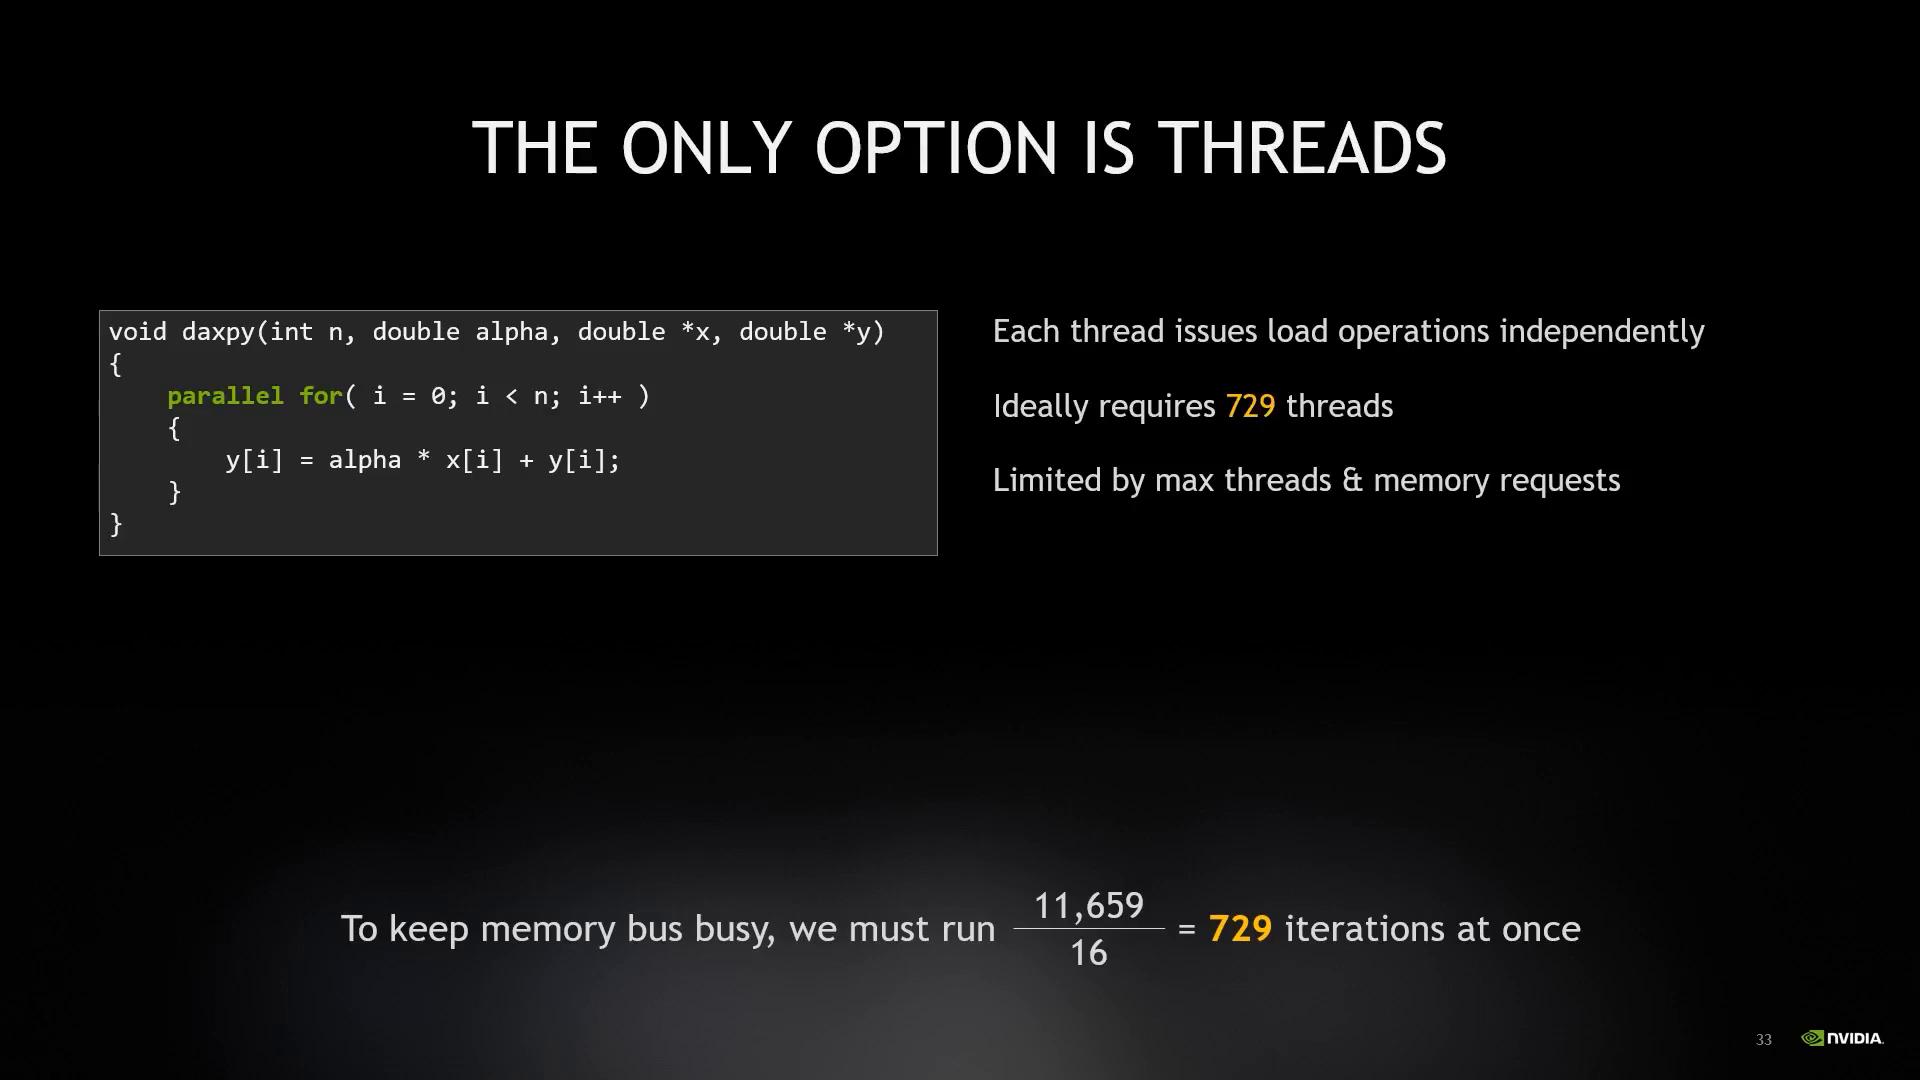 THE ONLY OPTION IS THREADS
void daxpy(int n, double alpha, double *x, double *y)
{
    parallel for( i = 0; i < n; i++ )
    {
        y[i] = alpha * x[i] + y[i];
    }
}
Each thread issues load operations independently
Ideally requires 729 threads
Limited by max threads & memory requests
To keep memory bus busy, we must run 11,659 / 16 = 729 iterations at once
33
NVIDIA.